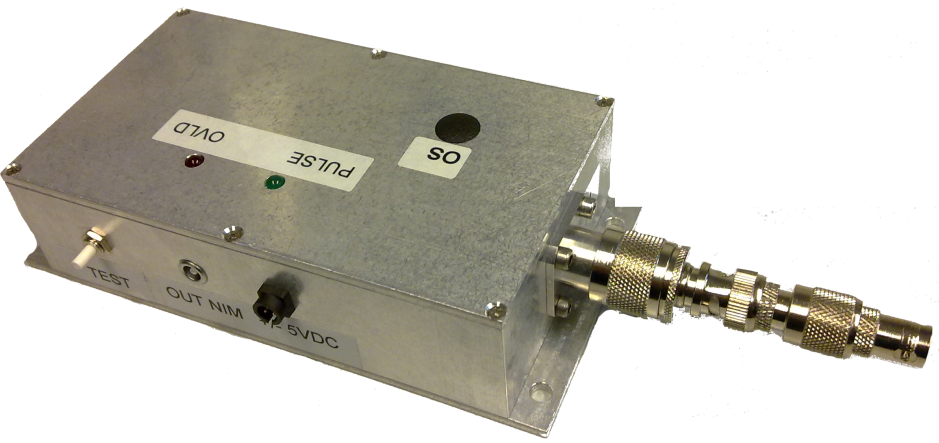 OVLD
PULSE
OS
TEST
OUT NIM
+/- 5VDC